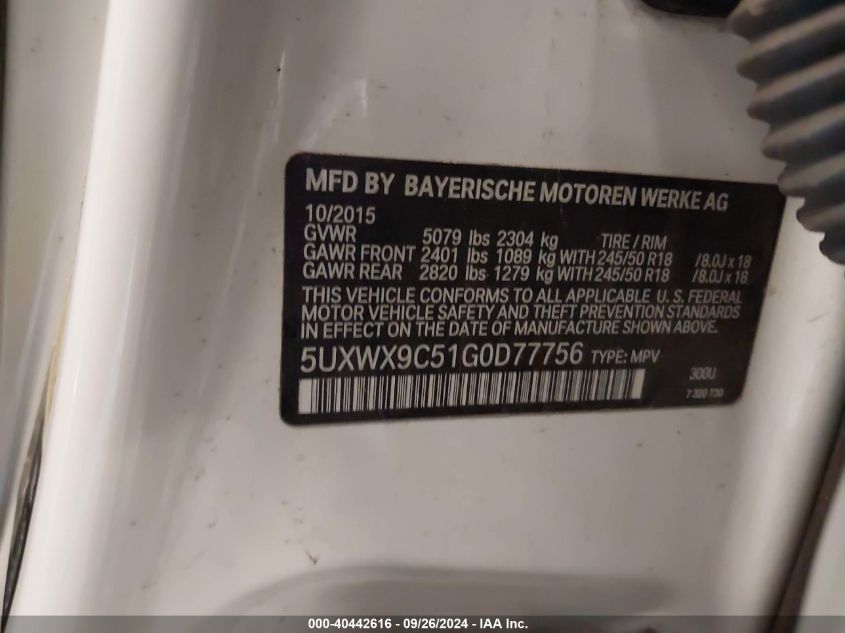 MFD BY BAYERISCHE MOTOREN WERKE AG
10/2015
GVWR 5079 lbs 2304 kg TIRE / RIM
GAWR FRONT 2401 lbs 1089 kg WITH 245/50 R18 /8.0J x 18
GAWR REAR 2820 lbs 1279 kg WITH 245/50 R18 /8.0J x 18
THIS VEHICLE CONFORMS TO ALL APPLICABLE U.S. FEDERAL
MOTOR VEHICLE SAFETY AND THEFT PREVENTION STANDARDS
IN EFFECT ON THE DATE OF MANUFACTURE SHOWN ABOVE.
5UXWX9C51G0D77756 TYPE: MPV
300U
7 320 730
000-40442616 - 09/26/2024 - IAA Inc.